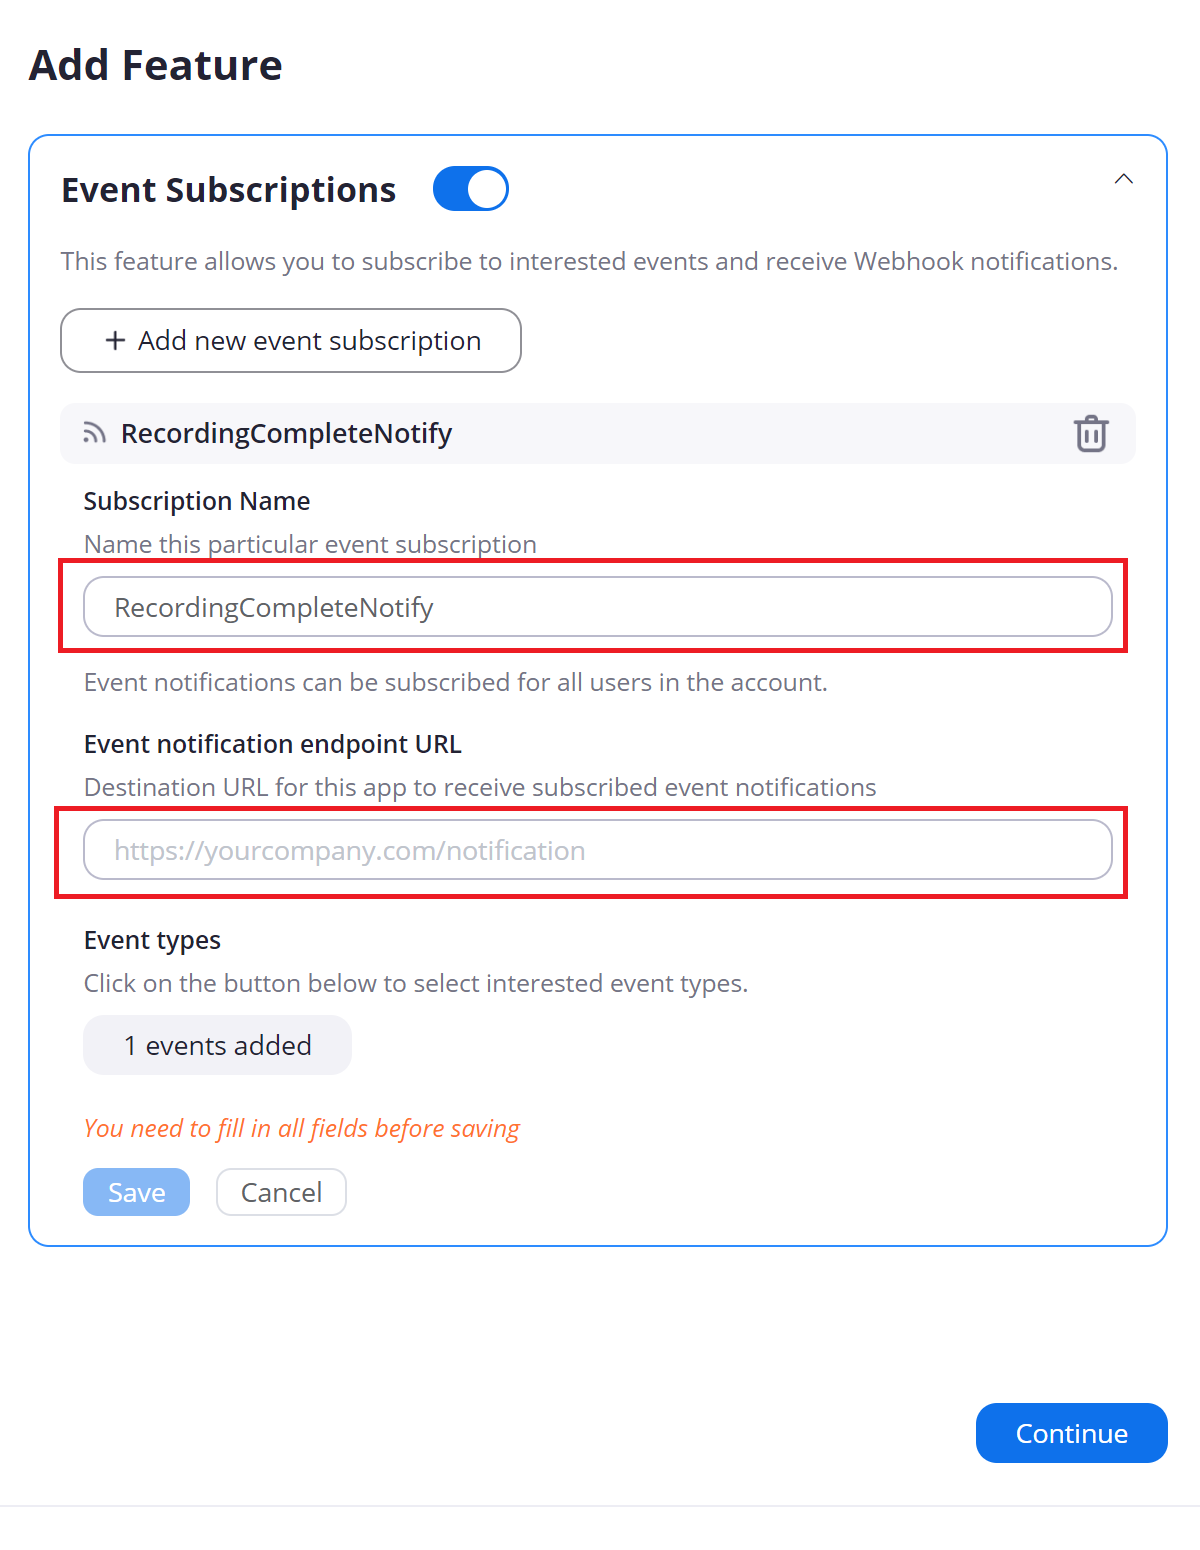 Add Feature
Event Subscriptions
This feature allows you to subscribe to interested events and receive Webhook notifications.
+ Add new event subscription
RecordingCompleteNotify
Subscription Name
Name this particular event subscription
RecordingCompleteNotify
Event notifications can be subscribed for all users in the account.
Event notification endpoint URL
Destination URL for this app to receive subscribed event notifications
https://yourcompany.com/notification
Event types
Click on the button below to select interested event types.
1 events added
You need to fill in all fields before saving
Save Cancel
Continue